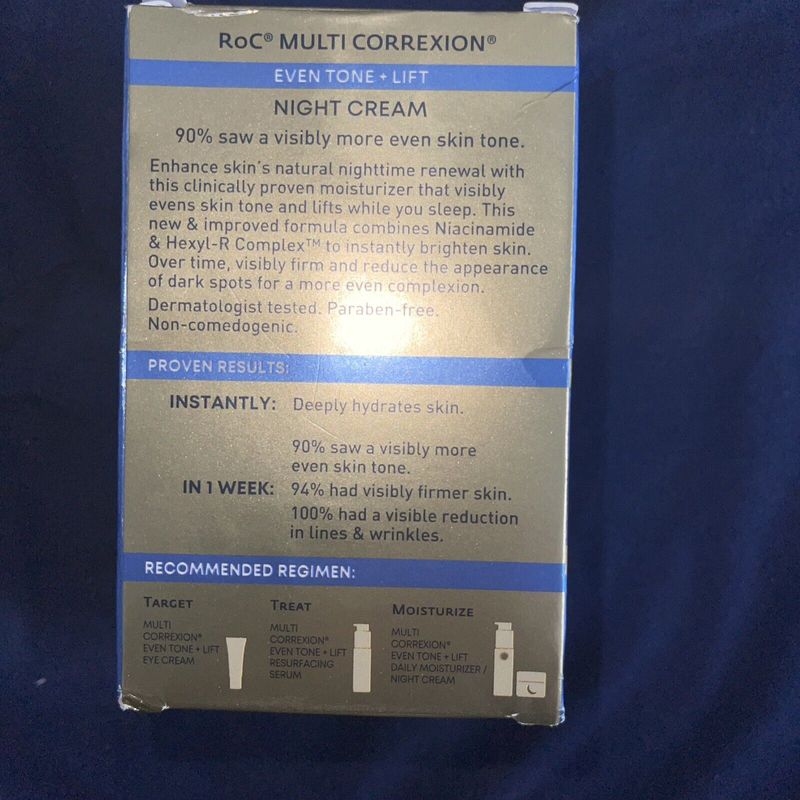 RoC® MULTI CORREXION®
EVEN TONE + LIFT
NIGHT CREAM
90% saw a visibly more even skin tone.
Enhance skin's natural nighttime renewal with
this clinically proven moisturizer that visibly
evens skin tone and lifts while you sleep. This
new & improved formula combines Niacinamide
& Hexyl-R Complex™ to instantly brighten skin.
Over time, visibly firm and reduce the appearance
of dark spots for a more even complexion.
Dermatologist tested. Paraben-free.
Non-comedogenic.
PROVEN RESULTS:
INSTANTLY: Deeply hydrates skin.
90% saw a visibly more
even skin tone.
IN 1 WEEK: 94% had visibly firmer skin.
100% had a visible reduction
in lines & wrinkles.
RECOMMENDED REGIMEN:
TARGET
MULTI
CORREXION®
EVEN TONE + LIFT
EYE CREAM
TREAT
MULTI
CORREXION®
EVEN TONE + LIFT
RESURFACING
SERUM
MOISTURIZE
MULTI
CORREXION®
EVEN TONE + LIFT
DAILY MOISTURIZER /
NIGHT CREAM